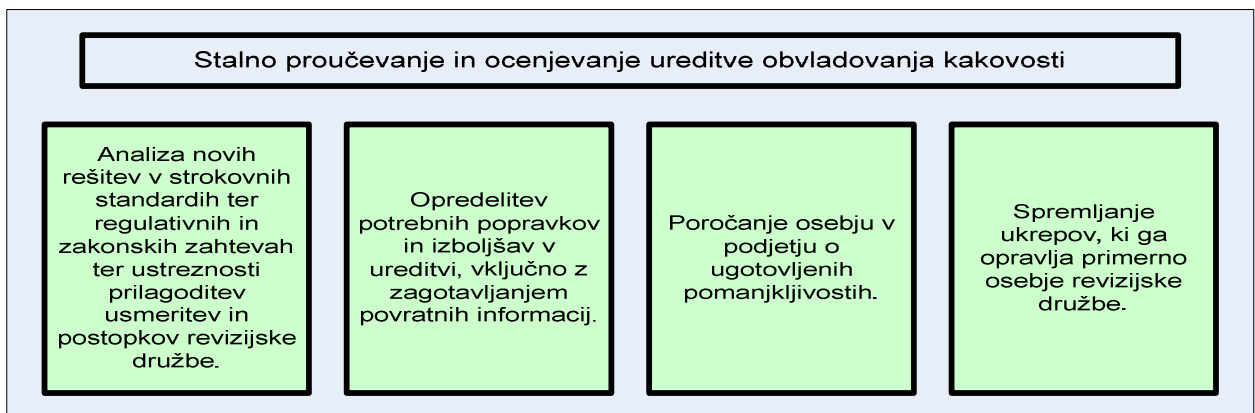 Stalno proučevanje in ocenjevanje ureditve obvladovanja kakovosti
Analiza novih
rešitev v strokovnih
standardih ter
regulativnih in
zakonskih zahtevah
ter ustreznosti
prilagoditev
usmeritev in
postopkov revizijske
družbe.
Opredelitev
potrebnih popravkov
in izboljšav v
ureditvi, vključno z
zagotavljanjem
povratnih informacij.
Poročanje osebju v
podjetju o
ugotovljenih
pomanjkljivostih.
Spremljanje
ukrepov, ki ga
opravlja primerno
osebje revizijske
družbe.